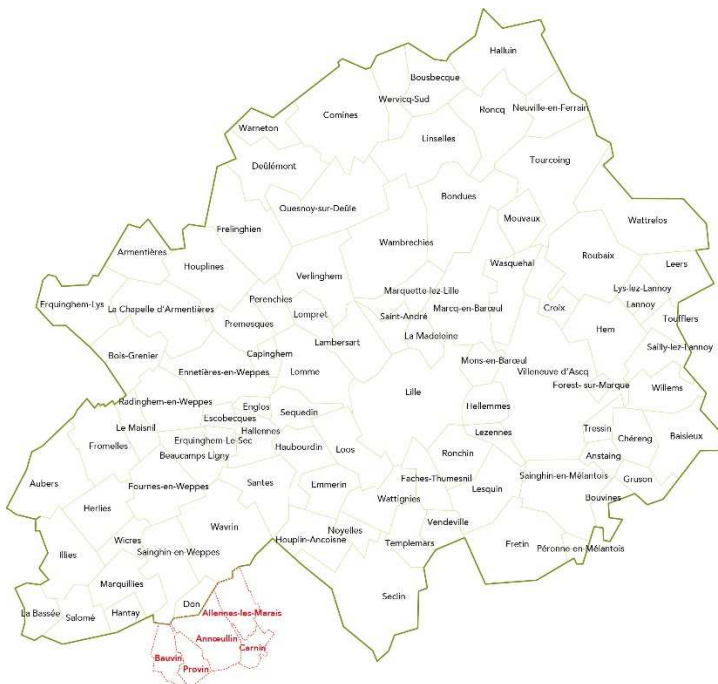 Halluin
Bousbecque
Wervicq-Sud
Comines
Roncq
Neuville-en-Ferrain
Warneton
Linselles
Tourcoing
Deûlémont
Bondues
Quesnoy-sur-Deûle
Mouvaux
Wattrelos
Frelinghien
Wambrechies
Armentières
Roubaix
Houplines
Wasquehal
Leers
Verlinghem
Lys-lez-Lannoy
Marquette-lez-Lille
Perenchies
Erquinghem-Lys
La Chapelle d'Armentières
Lannoy
Croix
Marcq-en-Barœul
Lompret
Saint-André
Toufflers
Premesques
Hem
La Madeleine
Lambersart
Sailly-lez-Lannoy
Bois-Grenier
Capinghem
Mons-en-Barœul
Ennetières-en-Weppes
Lomme
Villeneuve d'Ascq
Forest- sur-Marque
Willems
Lille
Radinghem-en-Weppes
Englos
Hellemmes
Sequedin
Escobecques
Le Maisnil
Hallennes
Lezennes
Tressin
Chéreng
Baisieux
Erquinghem-Le-Sec
Fromelles
Haubourdin
Loos
Ronchin
Beaucamps Ligny
Anstaing
Sainghin-en-Mélantois
Faches-Thumesnil
Gruson
Aubers
Santes
Emmerin
Fournes-en-Weppes
Lesquin
Wattignies
Bouvines
Herlies
Vendeville
Wavrin
Noyelles
Wicres
Houplin-Ancoisne
Templemars
Fretin
Péronne-en-Mélantois
Illies
Sainghin-en-Weppes
Marquillies
Seclin
Don
La Bassée
Salomé
Hantay
Allennes-les-Marais
Annœullin
Carnin
Bauvin
Provin